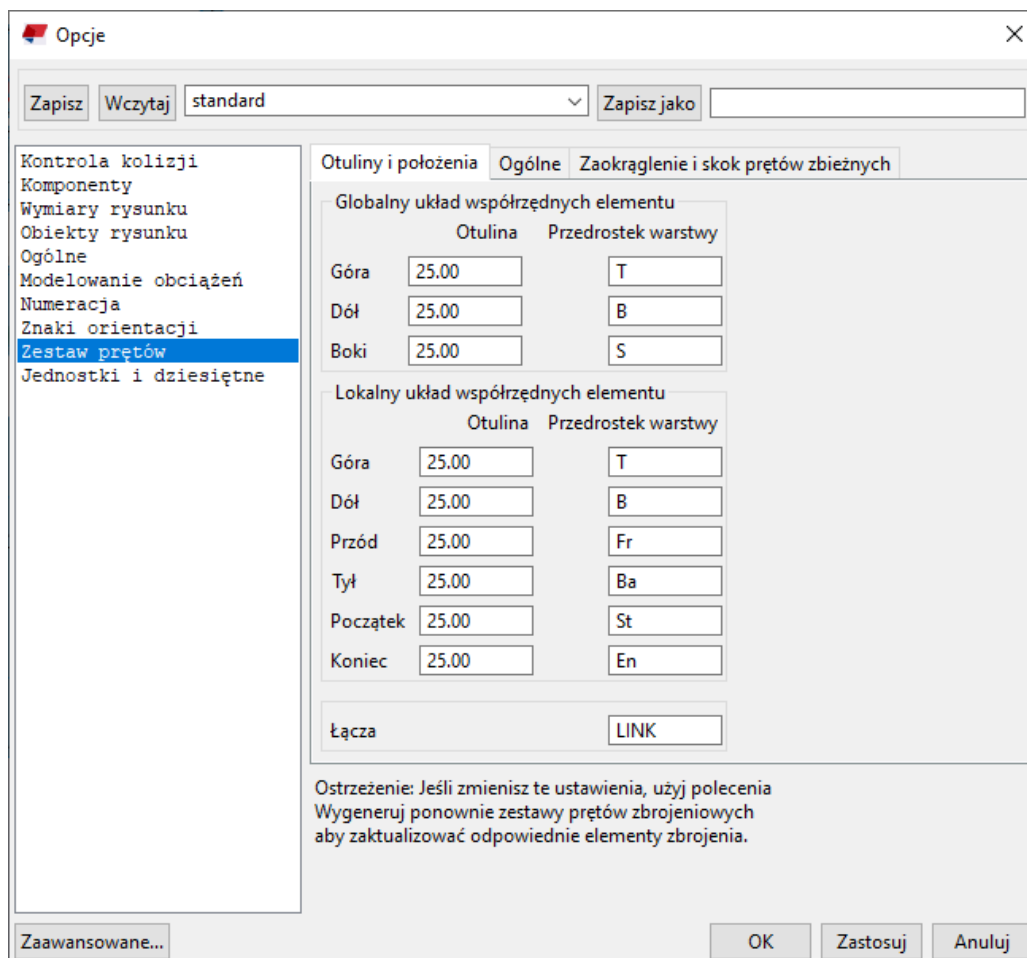 Opcje
Zapisz Wczytaj standard Zapisz jako
Kontrola kolizji
Komponenty
Wymiary rysunku
Obiekty rysunku
Ogólne
Modelowanie obciążeń
Numeracja
Znaki orientacji
Zestaw prętów
Jednostki i dziesiętne
Otuliny i położenia Ogólne Zaokrąglenie i skok prętów zbieżnych
Globalny układ współrzędnych elementu
Otulina Przedrostek warstwy
Góra 25.00 T
Dół 25.00 B
Boki 25.00 S
Lokalny układ współrzędnych elementu
Otulina Przedrostek warstwy
Góra 25.00 T
Dół 25.00 B
Przód 25.00 Fr
Tył 25.00 Ba
Początek 25.00 St
Koniec 25.00 En
Łącza LINK
Ostrzeżenie: Jeśli zmienisz te ustawienia, użyj polecenia
Wygeneruj ponownie zestawy prętów zbrojeniowych
aby zaktualizować odpowiednie elementy zbrojenia.
Zaawansowane... OK Zastosuj Anuluj